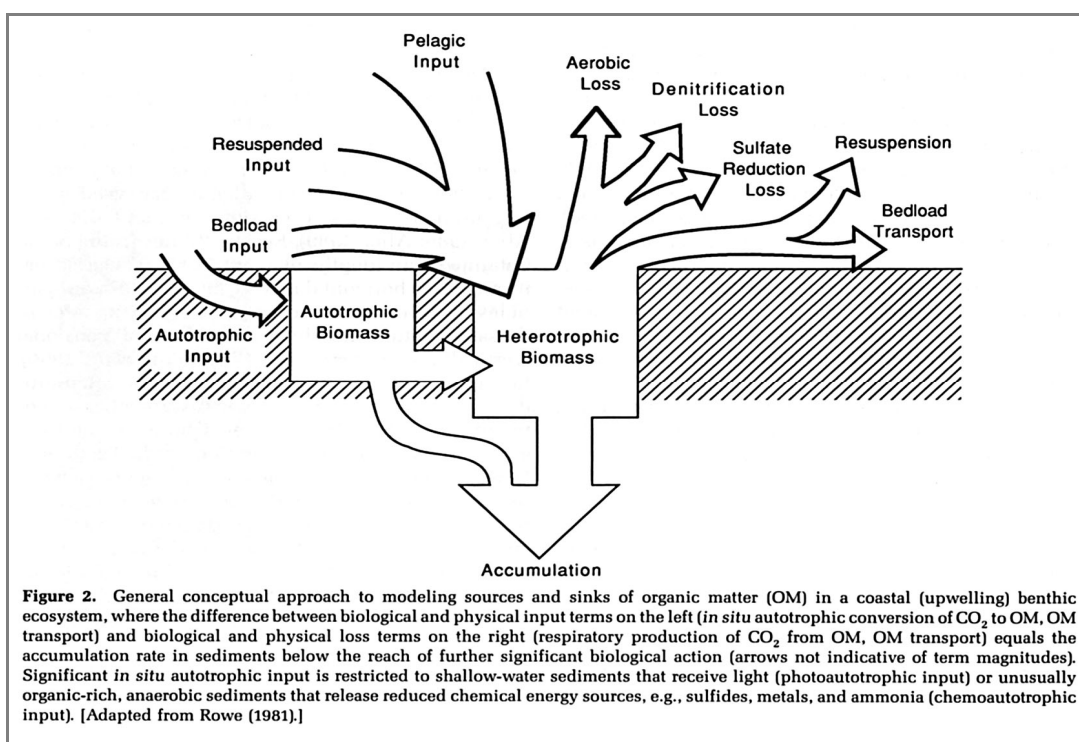 Pelagic
Input
Aerobic
Loss
Denitrification
Loss
Resuspended
Input
Sulfate
Reduction
Loss
Resuspension
Bedload
Input
Bedload
Transport
Autotrophic
Input
Autotrophic
Biomass
Heterotrophic
Biomass
Accumulation
Figure 2. General conceptual approach to modeling sources and sinks of organic matter (OM) in a coastal (upwelling) benthic
ecosystem, where the difference between biological and physical input terms on the left (in situ autotrophic conversion of CO₂ to OM, OM
transport) and biological and physical loss terms on the right (respiratory production of CO₂ from OM, OM transport) equals the
accumulation rate in sediments below the reach of further significant biological action (arrows not indicative of term magnitudes).
Significant in situ autotrophic input is restricted to shallow-water sediments that receive light (photoautotrophic input) or unusually
organic-rich, anaerobic sediments that release reduced chemical energy sources, e.g., sulfides, metals, and ammonia (chemoautotrophic
input). [Adapted from Rowe (1981).]